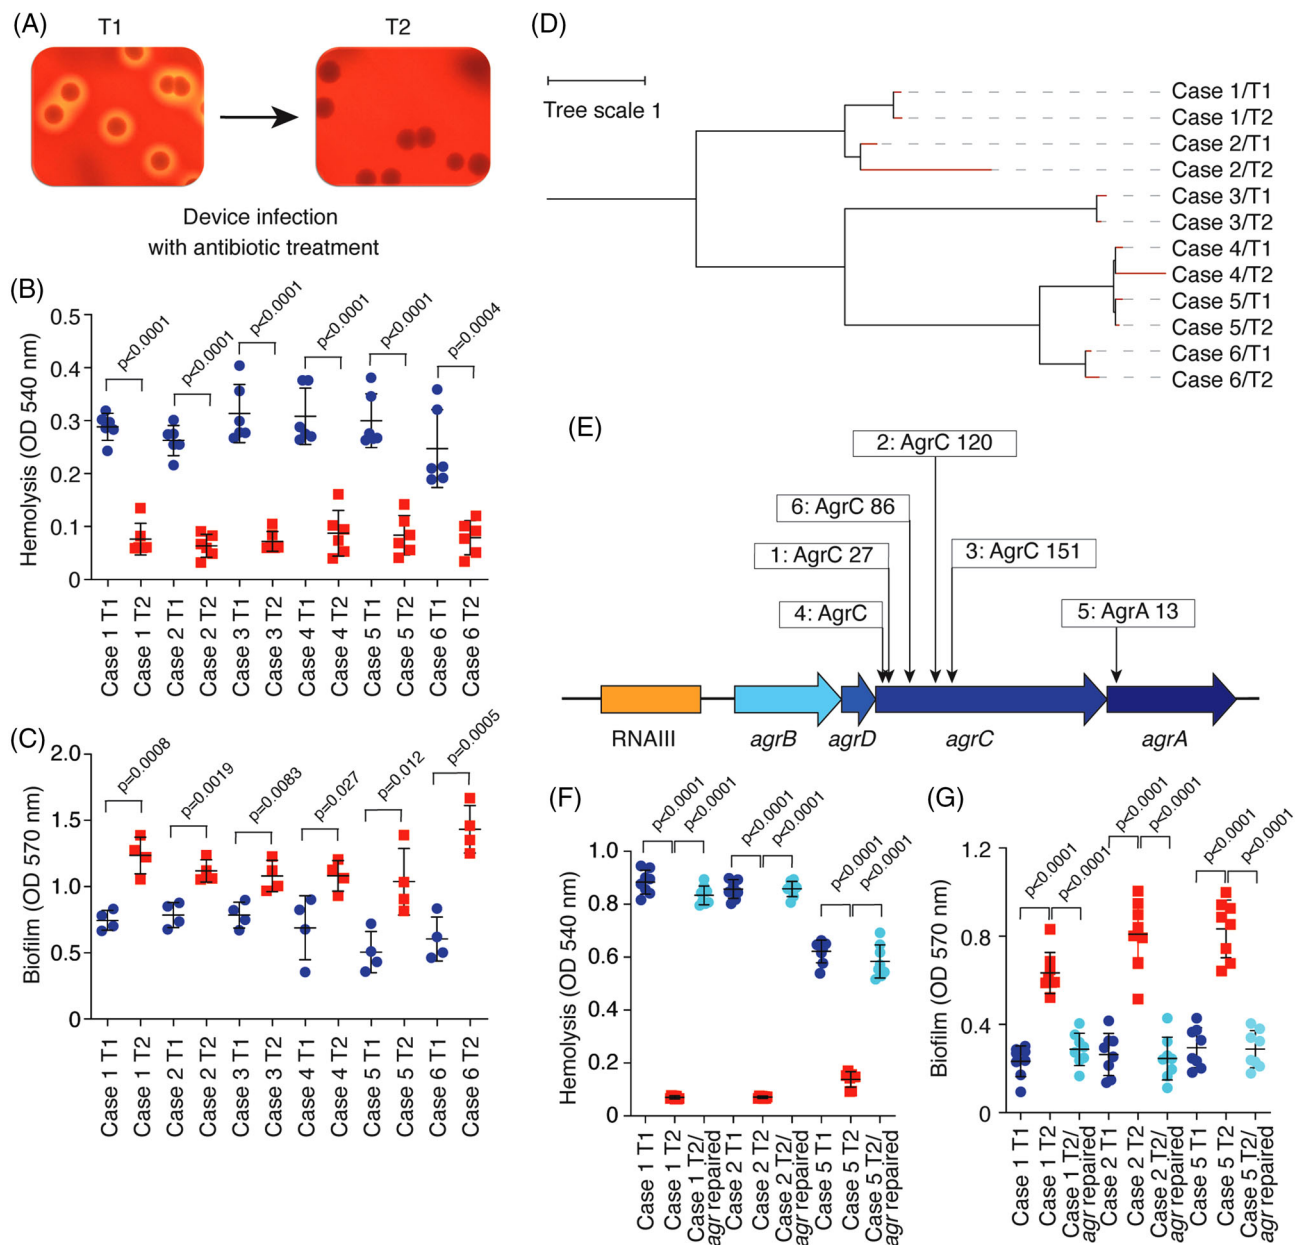 (A)
T1
T2
Device infection
with antibiotic treatment
(B)
Hemolysis (OD 540 nm)
0.5
0.4
0.3
0.2
0.1
0
p<0.0001
p<0.0001
p<0.0001
p<0.0001
p<0.0001
p=0.0004
Case 1 T1
Case 1 T2
Case 2 T1
Case 2 T2
Case 3 T1
Case 3 T2
Case 4 T1
Case 4 T2
Case 5 T1
Case 5 T2
Case 6 T1
Case 6 T2
(C)
Biofilm (OD 570 nm)
2.0
1.5
1.0
0.5
0
p=0.0008
p=0.0019
p=0.0083
p=0.027
p=0.012
p=0.0005
Case 1 T1
Case 1 T2
Case 2 T1
Case 2 T2
Case 3 T1
Case 3 T2
Case 4 T1
Case 4 T2
Case 5 T1
Case 5 T2
Case 6 T1
Case 6 T2
(D)
Tree scale 1
Case 1/T1
Case 1/T2
Case 2/T1
Case 2/T2
Case 3/T1
Case 3/T2
Case 4/T1
Case 4/T2
Case 5/T1
Case 5/T2
Case 6/T1
Case 6/T2
(E)
2: AgrC 120
6: AgrC 86
1: AgrC 27
3: AgrC 151
4: AgrC
5: AgrA 13
RNAIII
agrB
agrD
agrC
agrA
(F)
Hemolysis (OD 540 nm)
1.0
0.8
0.6
0.4
0.2
0
p<0.0001
p<0.0001
p<0.0001
p<0.0001
p<0.0001
p<0.0001
Case 1 T1
Case 1 T2
Case 1 T2/
agr repaired
Case 2 T1
Case 2 T2
Case 2 T2/
agr repaired
Case 5 T1
Case 5 T2
Case 5 T2/
agr repaired
(G)
Biofilm (OD 570 nm)
1.2
0.8
0.4
0
p<0.0001
p<0.0001
p<0.0001
p<0.0001
p<0.0001
p<0.0001
Case 1 T1
Case 1 T2
Case 1 T2/
agr repaired
Case 2 T1
Case 2 T2
Case 2 T2/
agr repaired
Case 5 T1
Case 5 T2
Case 5 T2/
agr repaired